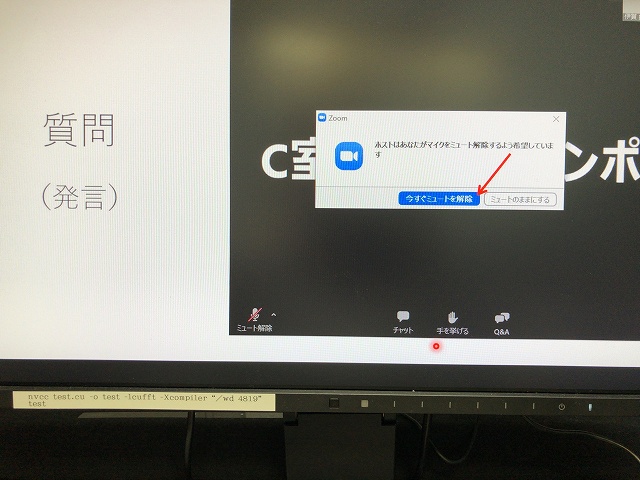 質問
(発言)
C室
ンポ
Zoom
ホストはあなたがマイクをミュート解除するよう希望していま
す
今すぐミュートを解除
ミュートのままにする
ミュート解除
チャット
手を挙げる
Q&A
nvcc test.cu -o test -lcufft -Xcompiler "/wd 4819"
test